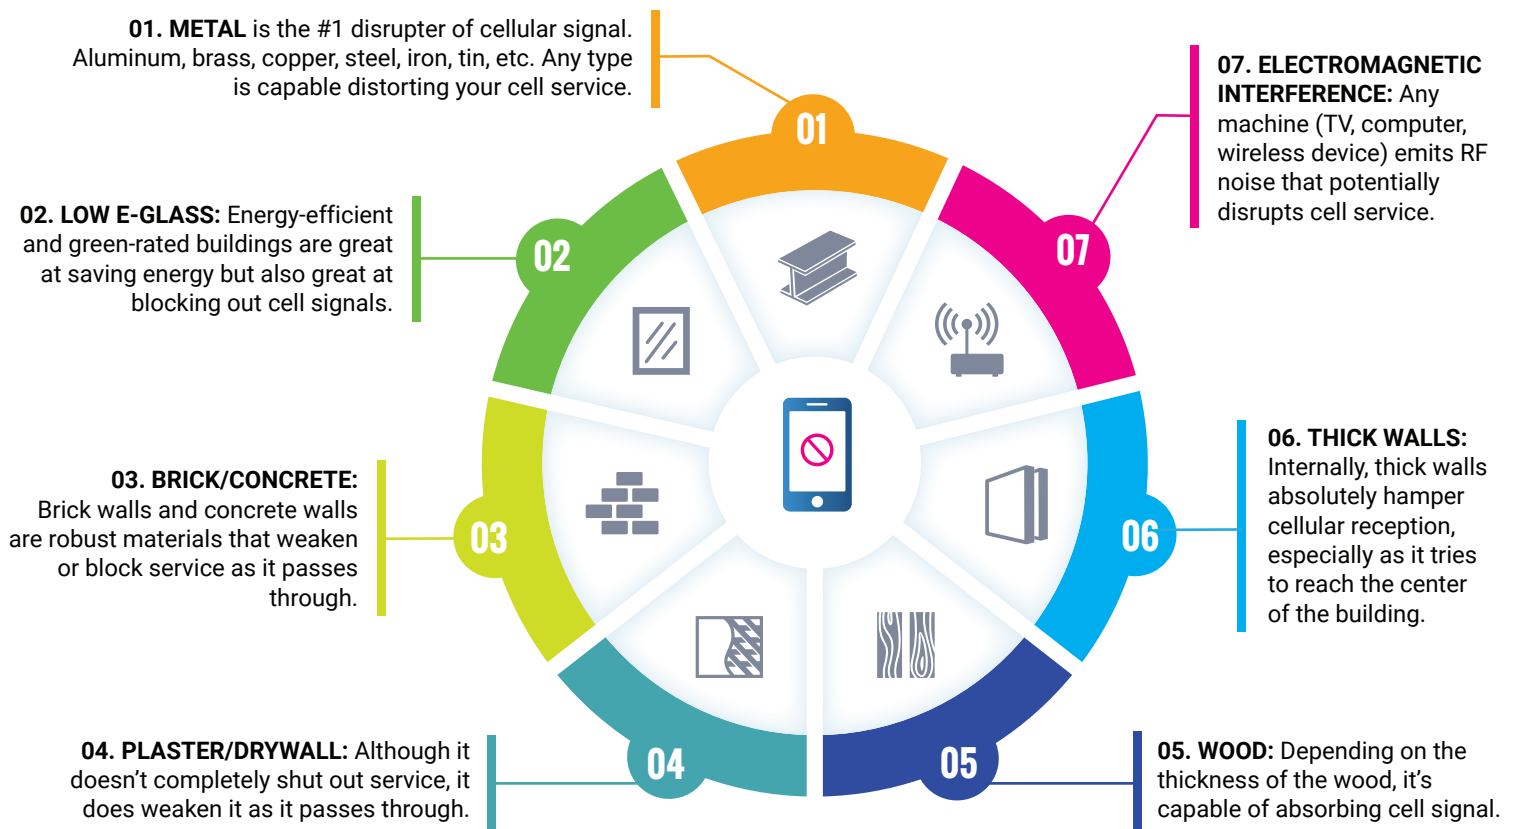 01. METAL is the #1 disrupter of cellular signal.
Aluminum, brass, copper, steel, iron, tin, etc. Any type
is capable distorting your cell service.
02. LOW E-GLASS: Energy-efficient
and green-rated buildings are great
at saving energy but also great at
blocking out cell signals.
03. BRICK/CONCRETE:
Brick walls and concrete walls
are robust materials that weaken
or block service as it passes
through.
04. PLASTER/DRYWALL: Although it
doesn’t completely shut out service, it
does weaken it as it passes through.
05. WOOD: Depending on the
thickness of the wood, it’s
capable of absorbing cell signal.
06. THICK WALLS:
Internally, thick walls
absolutely hamper
cellular reception,
especially as it tries
to reach the center
of the building.
07. ELECTROMAGNETIC
INTERFERENCE: Any
machine (TV, computer,
wireless device) emits RF
noise that potentially
disrupts cell service.
01
02
03
04
05
06
07